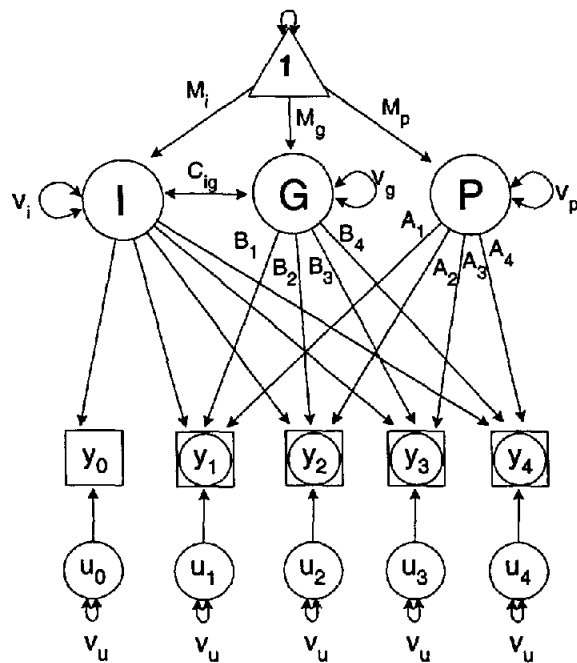 1
M_i M_g M_p
C_ig
v_i I G v_g P v_p
B_1 B_2 B_3 B_4 A_1 A_2 A_3 A_4
y_0 y_1 y_2 y_3 y_4
u_0 u_1 u_2 u_3 u_4
v_u v_u v_u v_u v_u